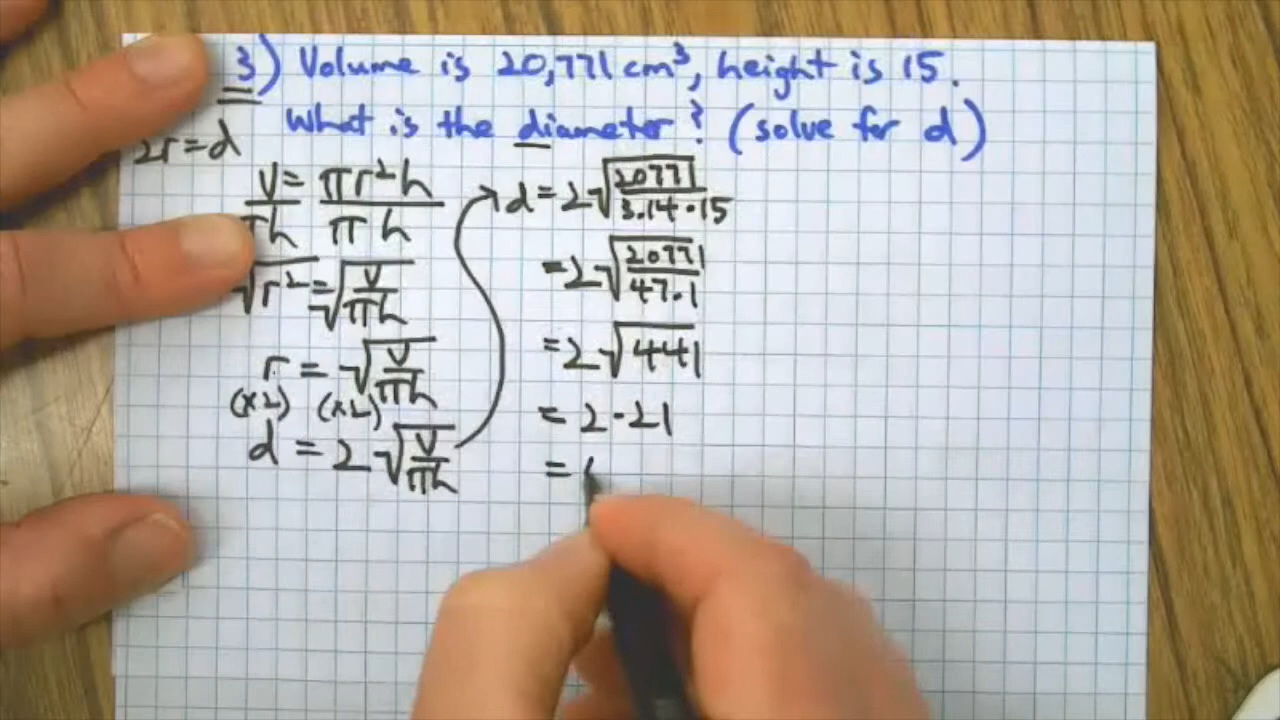 3) Volume is 20,771 cm³, height is 15.
What is the diameter? (solve for d)
2r = d
V = πr²h
πh πh
√r² = √V/πh
r = √V/πh
(x2) (x2)
d = 2√V/πh
d = 2√20771/3.14·15
= 2√20771/47.1
= 2√441
= 2·21
=